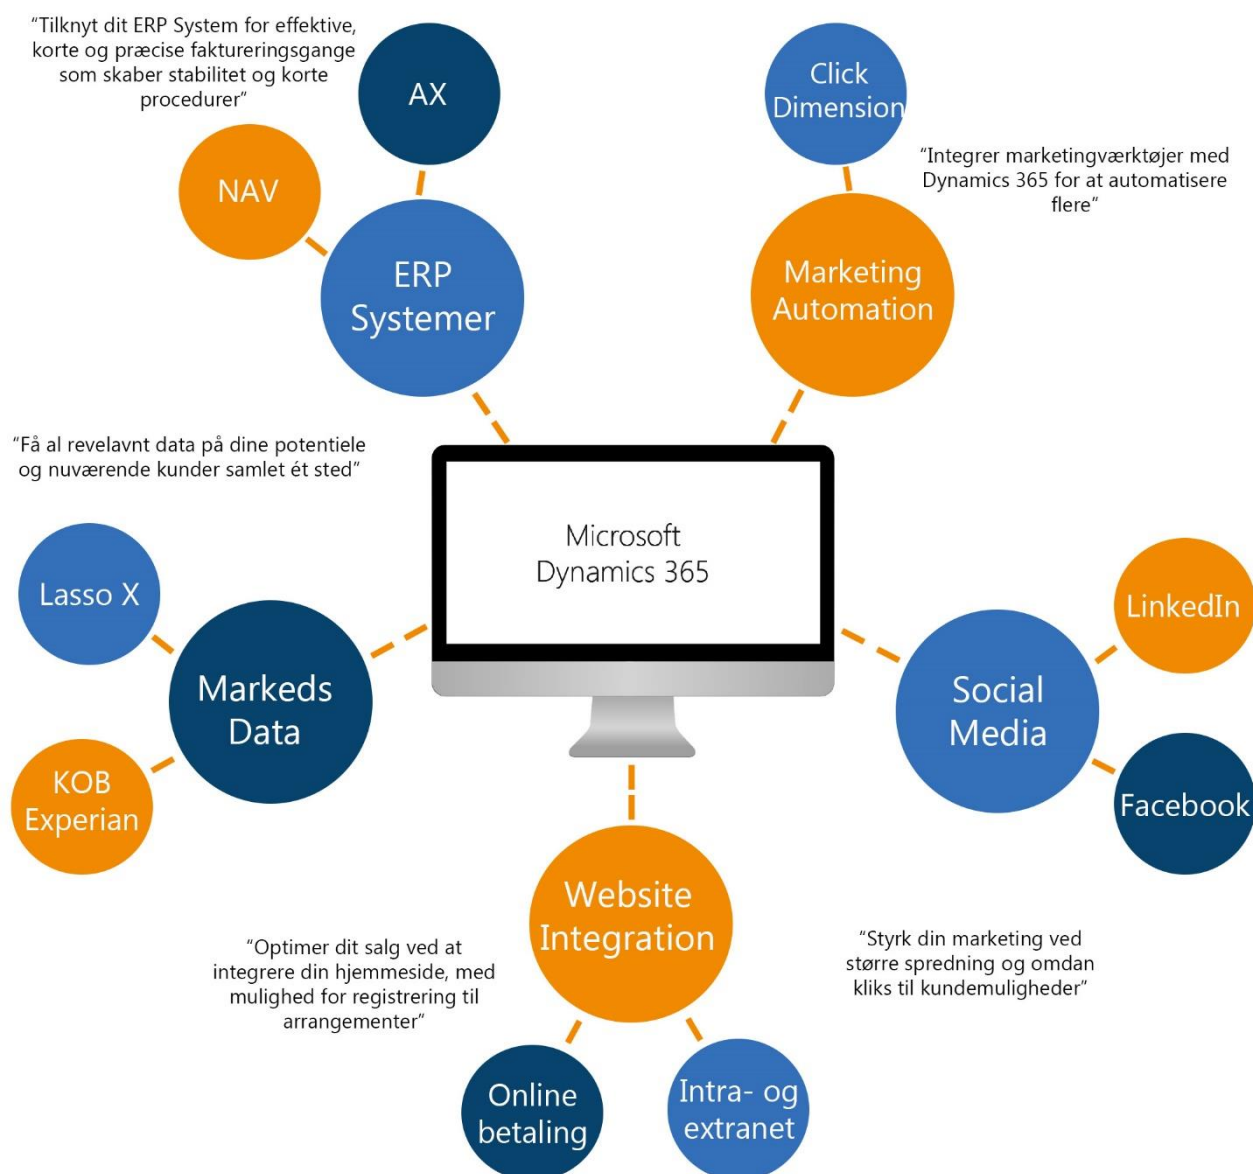 “Tilknyt dit ERP System for effektive,
korte og præcise faktureringsgange
som skaber stabilitet og korte
procedurer”
AX
NAV
ERP
Systemer
Click
Dimension
“Integrer marketingværktøjer med
Dynamics 365 for at automatisere
flere”
Marketing
Automation
“Få al revelavnt data på dine potentiele
og nuværende kunder samlet ét sted”
Microsoft
Dynamics 365
Lasso X
Markeds
Data
KOB
Experian
LinkedIn
Social
Media
Facebook
Website
Integration
“Optimer dit salg ved at
integrere din hjemmeside, med
mulighed for registrering til
arrangementer”
“Styrk din marketing ved
større spredning og omdan
kliks til kundemuligheder”
Online
betaling
Intra- og
extranet